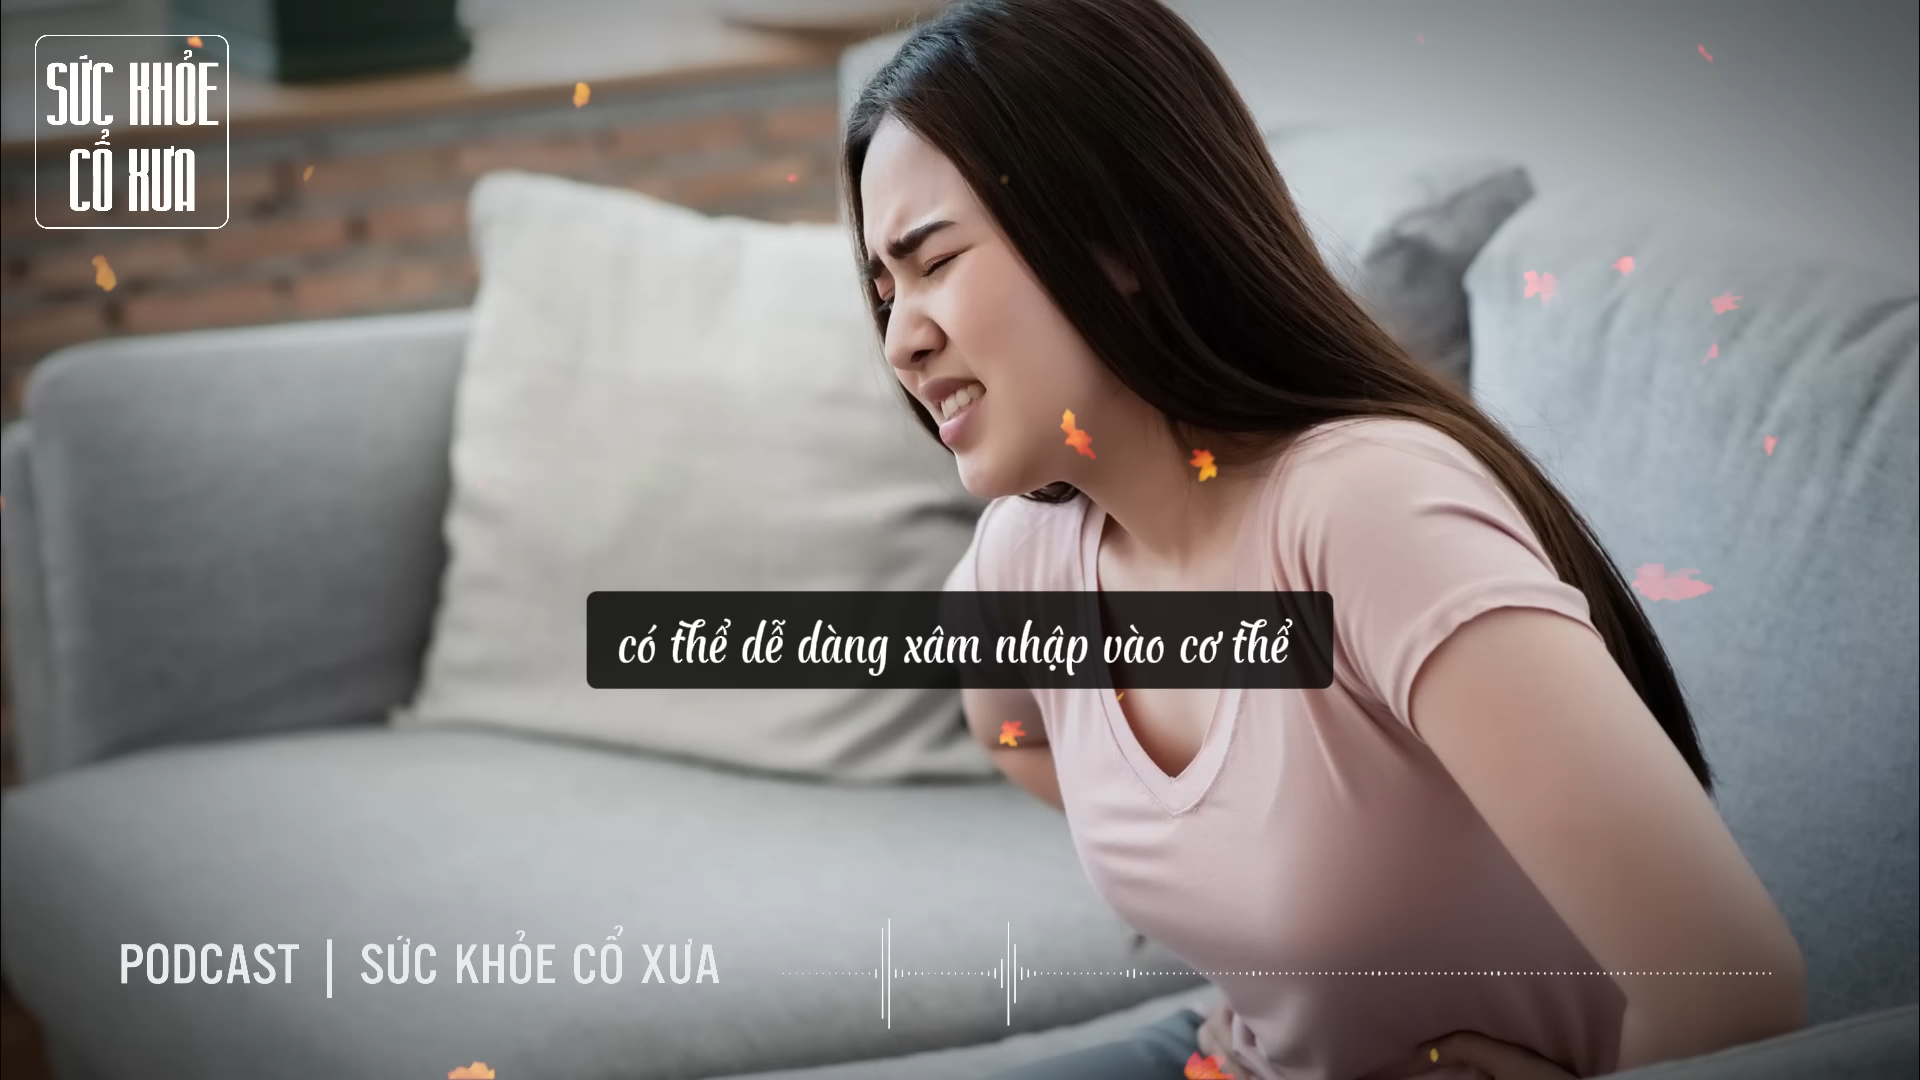 SỨC KHỎE
CỔ XƯA
có thể dễ dàng xâm nhập vào cơ thể
PODCAST | SỨC KHỎE CỔ XƯA